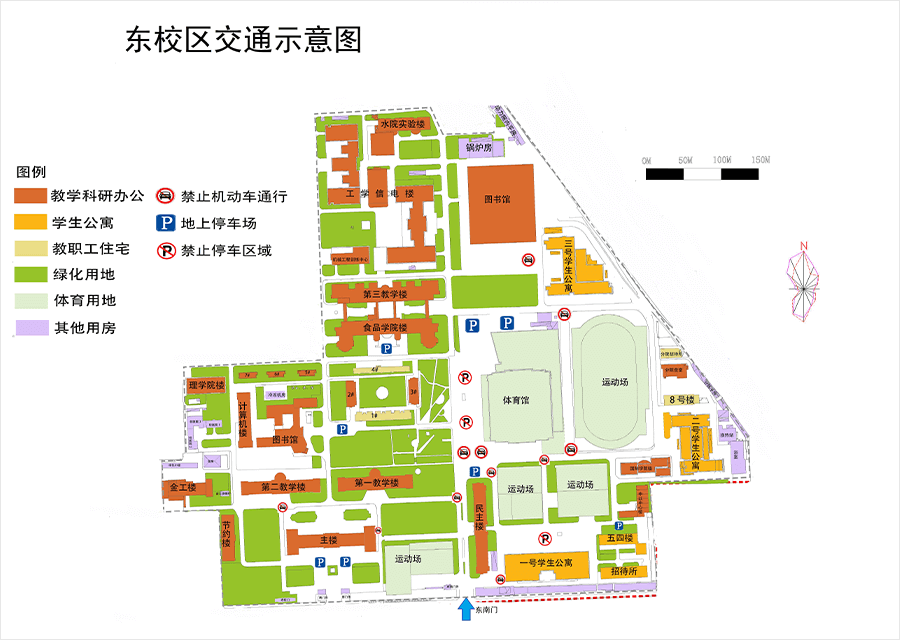 东校区交通示意图
水院实验楼
锅炉房
0M 50M 100M 150M
图例
教学科研办公
禁止机动车通行
学生公寓
P 地上停车场
教职工住宅
P 禁止停车区域
绿化用地
体育用地
其他用房
工学信电楼
图书馆
三号学生公寓
N
第三教学楼
食品学院楼
P
P
P
理学院楼
计算机楼
图书馆
4#
2#
3#
1#
P
P
P
体育馆
运动场
8号楼
二号学生公寓
金工楼
第二教学楼
第一教学楼
P
运动场
运动场
节约楼
主楼
P
P
运动场
民主楼
P
一号学生公寓
P
五四楼
招待所
东南门